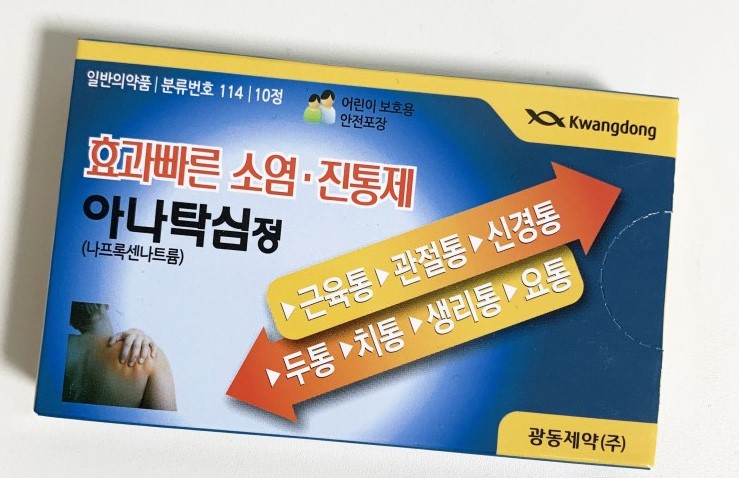 일반의약품 | 분류번호 114 | 10정
어린이 보호용
안전포장
Kwangdong
효과빠른 소염·진통제
아나탁심정
(나프록센나트륨)
▶근육통 ▶관절통 ▶신경통
▶두통 ▶치통 ▶생리통 ▶요통
광동제약(주)